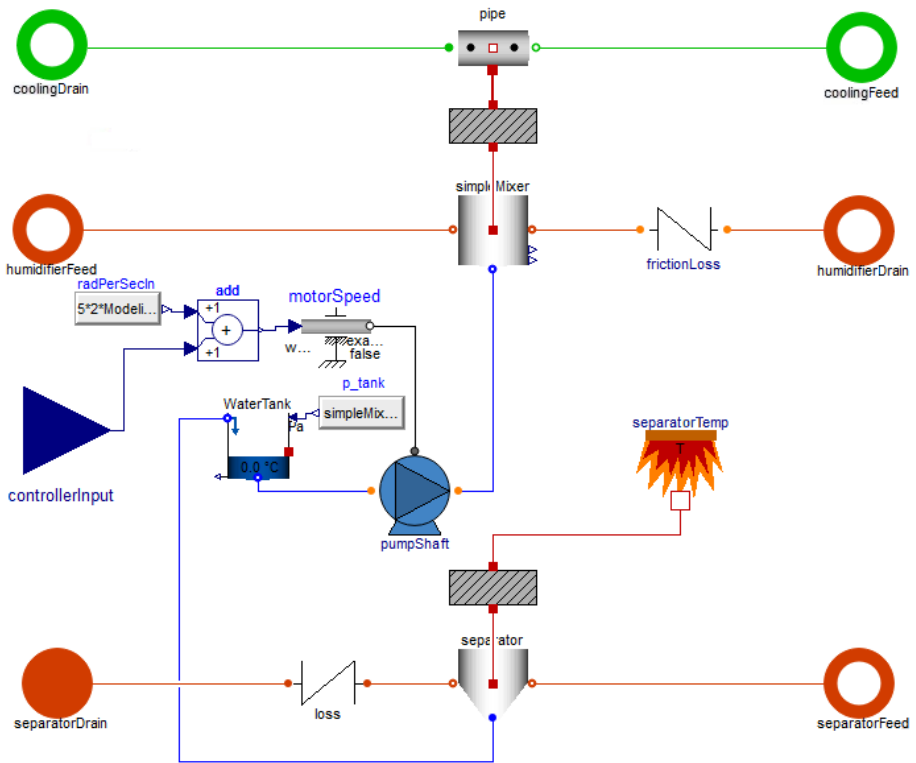 pipe
coolingDrain
coolingFeed
simpleMixer
humidifierFeed
frictionLoss
humidifierDrain
radPerSecIn
5*2*Modeli...
add
+1
+
+1
motorSpeed
w...
exa...
false
p_tank
simpleMix...
WaterTank
Pa
0.0 °C
controllerInput
pumpShaft
separatorTemp
T
separator
loss
separatorDrain
separatorFeed